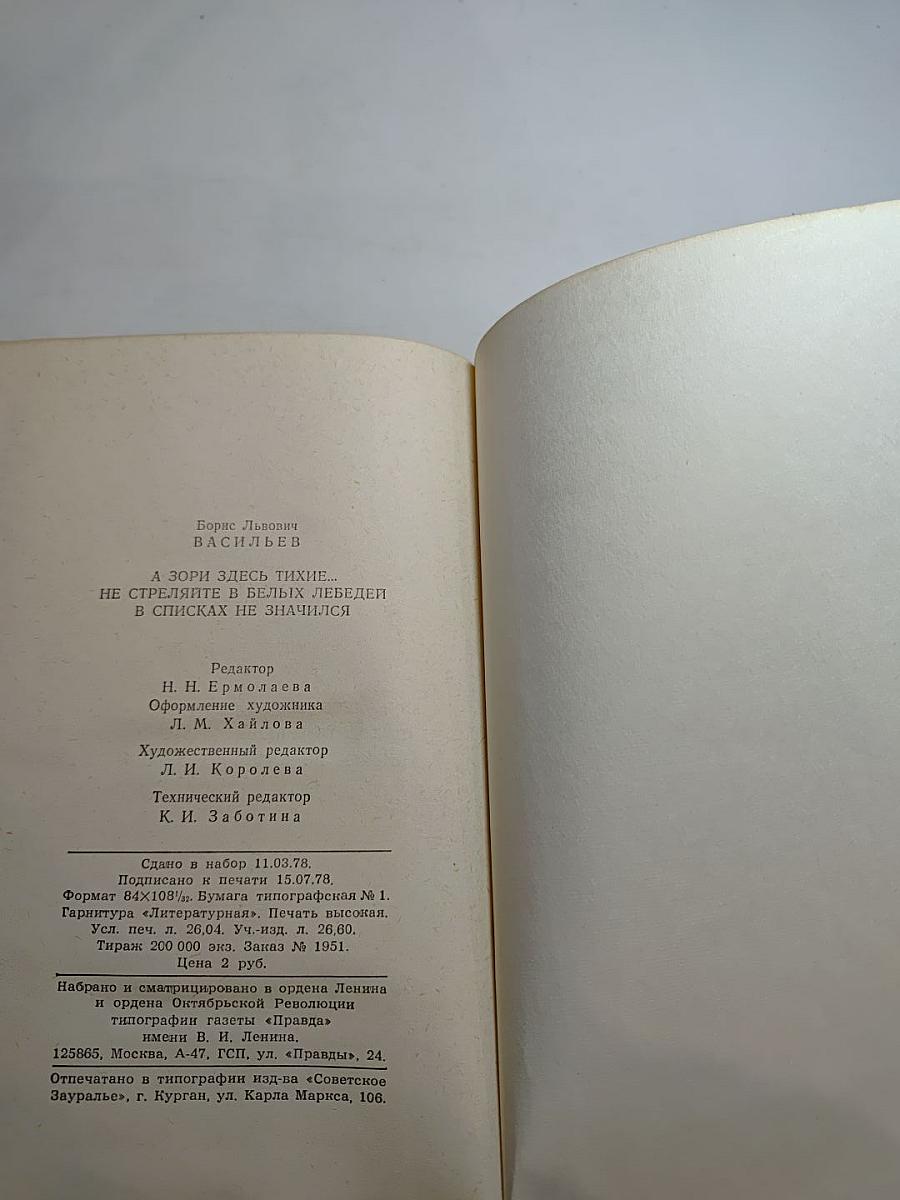 Борис Львович
ВАСИЛЬЕВ
А ЗОРИ ЗДЕСЬ ТИХИЕ...
НЕ СТРЕЛЯЙТЕ В БЕЛЫХ ЛЕБЕДЕЙ
В СПИСКАХ НЕ ЗНАЧИЛСЯ
Редактор
Н. Н. Ермолаева
Оформление художника
Л. М. Хайлова
Художественный редактор
Л. И. Королева
Технический редактор
К. И. Заботина
Сдано в набор 11.03.78.
Подписано к печати 15.07.78.
Формат 84×108¹/₃₂. Бумага типографская № 1.
Гарнитура «Литературная». Печать высокая.
Усл. печ. л. 26,04. Уч.-изд. л. 26,60.
Тираж 200 000 экз. Заказ № 1951.
Цена 2 руб.
Набрано и сматрицировано в ордена Ленина
и ордена Октябрьской Революции
типографии газеты «Правда»
имени В. И. Ленина.
125865, Москва, А-47, ГСП, ул. «Правды», 24.
Отпечатано в типографии изд-ва «Советское
Зауралье», г. Курган, ул. Карла Маркса, 106.